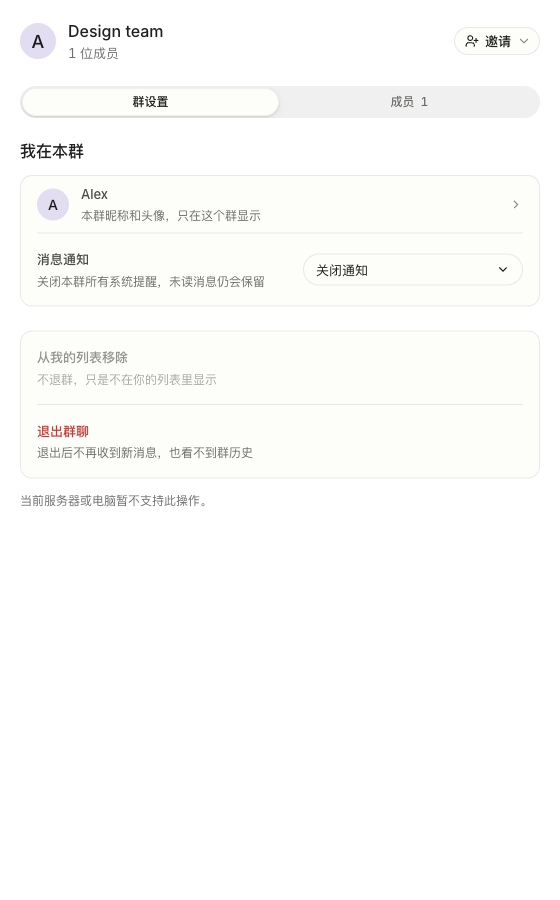 A
Design team
1 位成员
邀请
群设置
成员 1
我在本群
A
Alex
本群昵称和头像，只在这个群显示
消息通知
关闭本群所有系统提醒，未读消息仍会保留
关闭通知
从我的列表移除
不退群，只是不在你的列表里显示
退出群聊
退出后不再收到新消息，也看不到群历史
当前服务器或电脑暂不支持此操作。